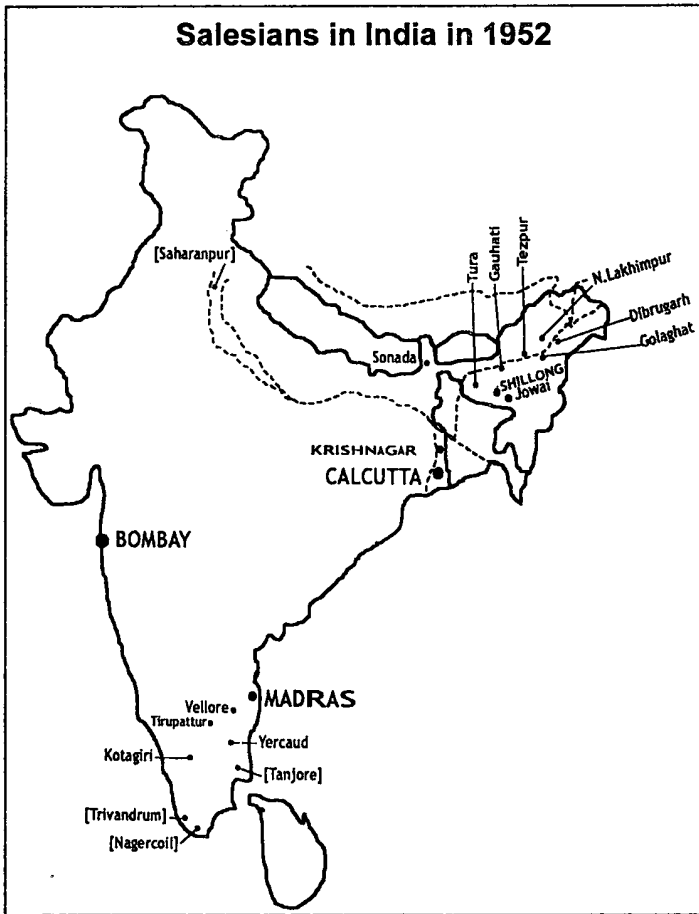 Salesians in India in 1952
[Saharanpur]
Tura
Gauhati
Tezpur
N.Lakhimpur
Dibrugarh
Golaghat
Sonada
SHILLONG
Jowai
KRISHNAGAR
CALCUTTA
BOMBAY
MADRAS
Vellore
Tirupattur
Yercaud
Kotagiri
[Tanjore]
[Trivandrum]
[Nagercoil]